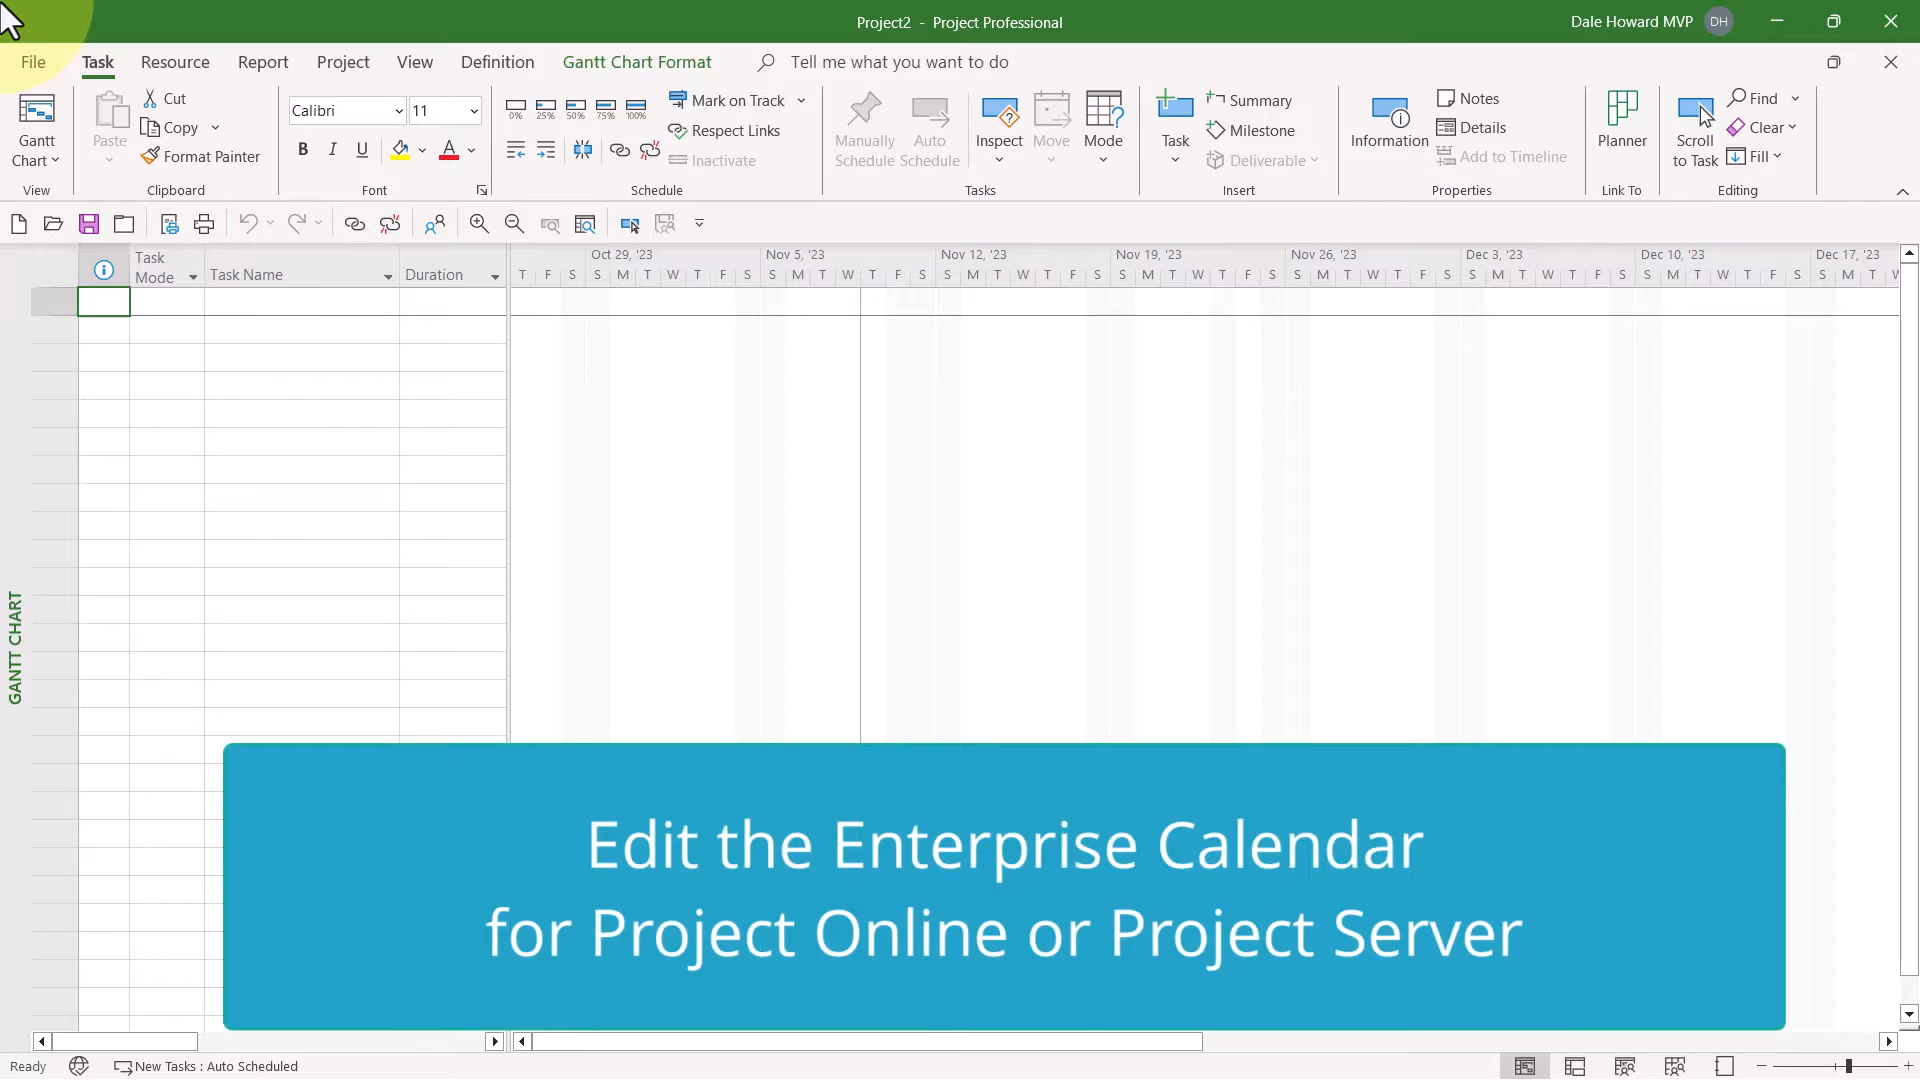 Project2 - Project Professional
Dale Howard MVP DH
File Task Resource Report Project View Definition Gantt Chart Format Tell me what you want to do
Gantt Chart
View
Paste
Cut
Copy
Format Painter
Clipboard
Calibri 11
B I U A
Font
0% 25% 50% 75% 100%
Mark on Track
Respect Links
Inactivate
Schedule
Manually Schedule
Auto Schedule
Inspect
Move
Mode
Tasks
Task
Summary
Milestone
Deliverable
Insert
Information
Notes
Details
Add to Timeline
Properties
Planner
Link To
Scroll to Task
Find
Clear
Fill
Editing
Task Mode
Task Name
Duration
Oct 29, '23 Nov 5, '23 Nov 12, '23 Nov 19, '23 Nov 26, '23 Dec 3, '23 Dec 10, '23 Dec 17, '23
T F S S M T W T F S S M T W T F S S M T W T F S S M T W T F S S M T W T F S S M T W T F S S M T W T F S S M T W
GANTT CHART
Edit the Enterprise Calendar
for Project Online or Project Server
Ready
New Tasks : Auto Scheduled